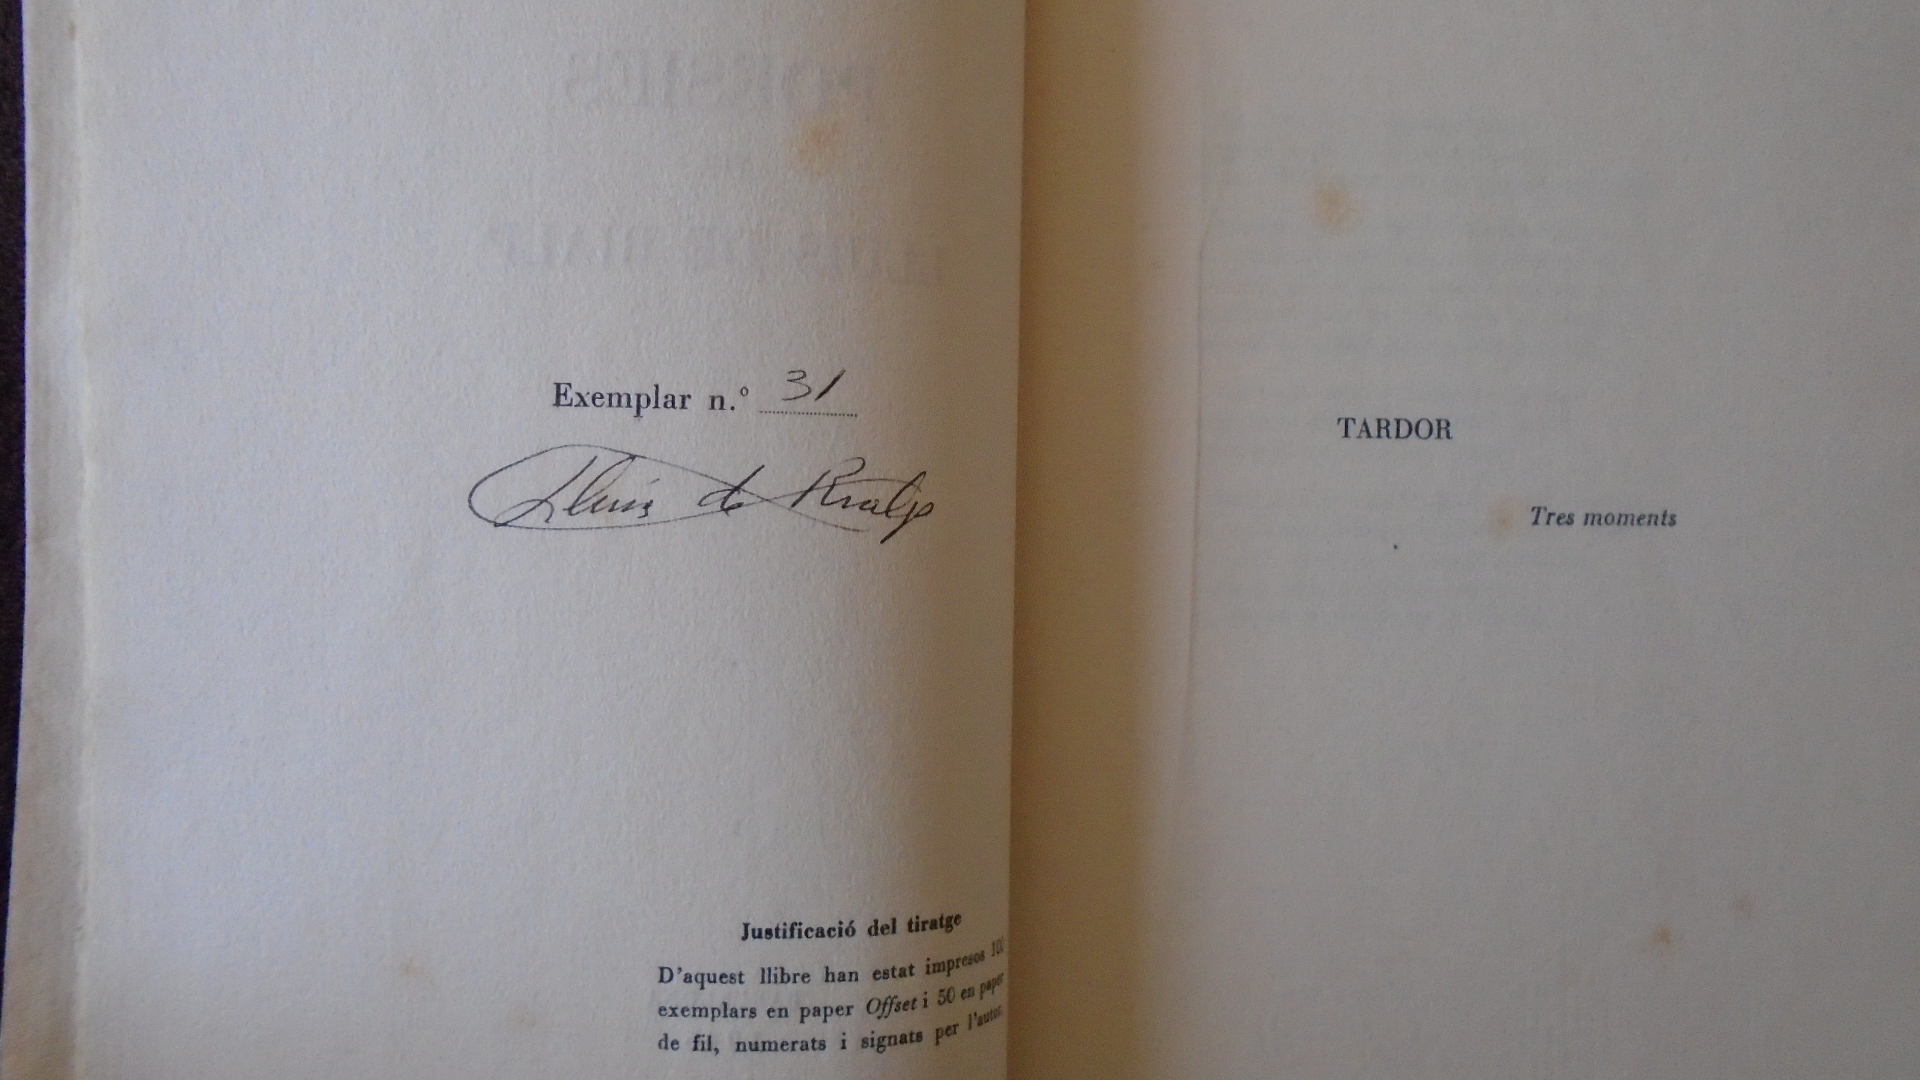 Exemplar n.º 31
Lluís de Rialp
Justificació del tiratge
D'aquest llibre han estat impresos 100
exemplars en paper Offset i 50 en paper
de fil, numerats i signats per l'autor.
TARDOR
Tres moments